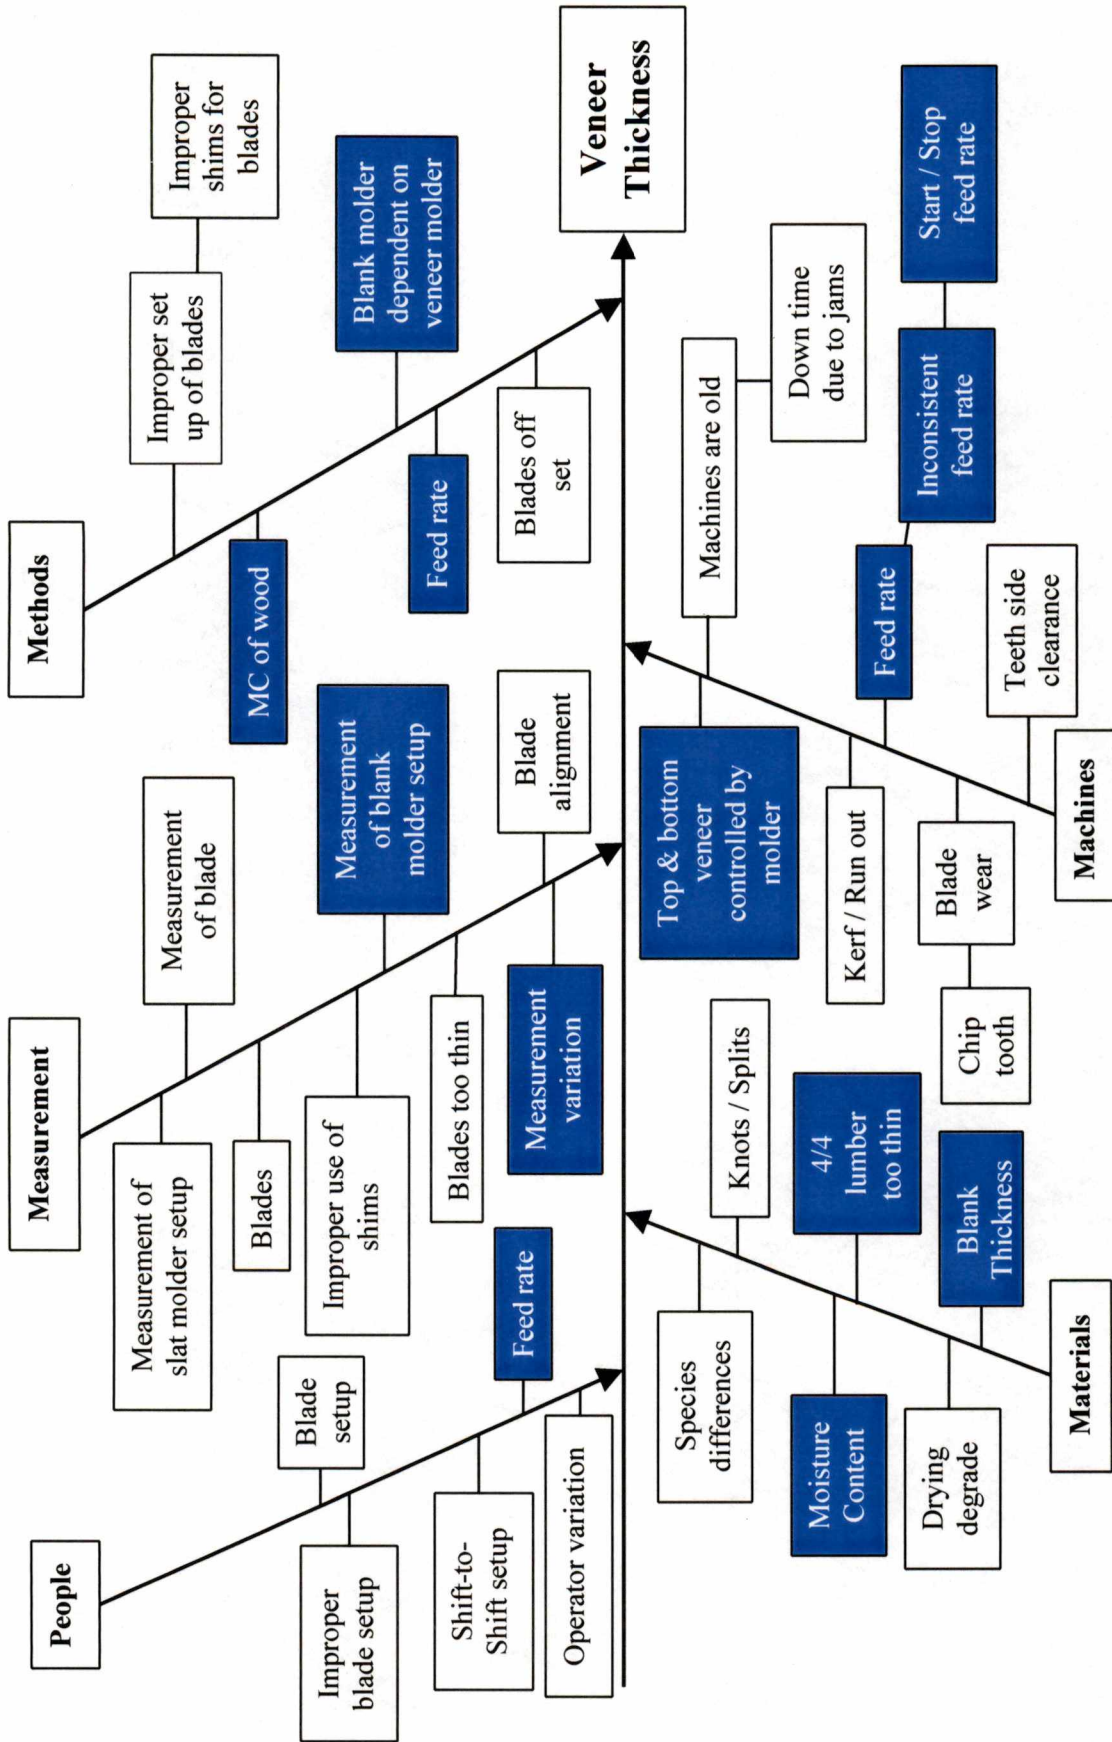 People
Improper
blade setup
Blade
setup
Shift-to-
Shift setup
Feed rate
Operator variation
Measurement
Measurement of
slat molder setup
Measurement
of blade
Blades
Improper use of
shims
Measurement
of blank
molder setup
Blades too thin
Measurement
variation
Blade
alignment
Methods
Improper set
up of blades
Improper
shims for
blades
MC of wood
Blank molder
dependent on
veneer molder
Feed rate
Blades off
set
Veneer
Thickness
Species
differences
Knots / Splits
Moisture
Content
4/4
lumber
too thin
Drying
degrade
Blank
Thickness
Materials
Top & bottom
veneer
controlled by
molder
Machines are old
Down time
due to jams
Kerf / Run out
Feed rate
Inconsistent
feed rate
Start / Stop
feed rate
Chip
tooth
Blade
wear
Teeth side
clearance
Machines